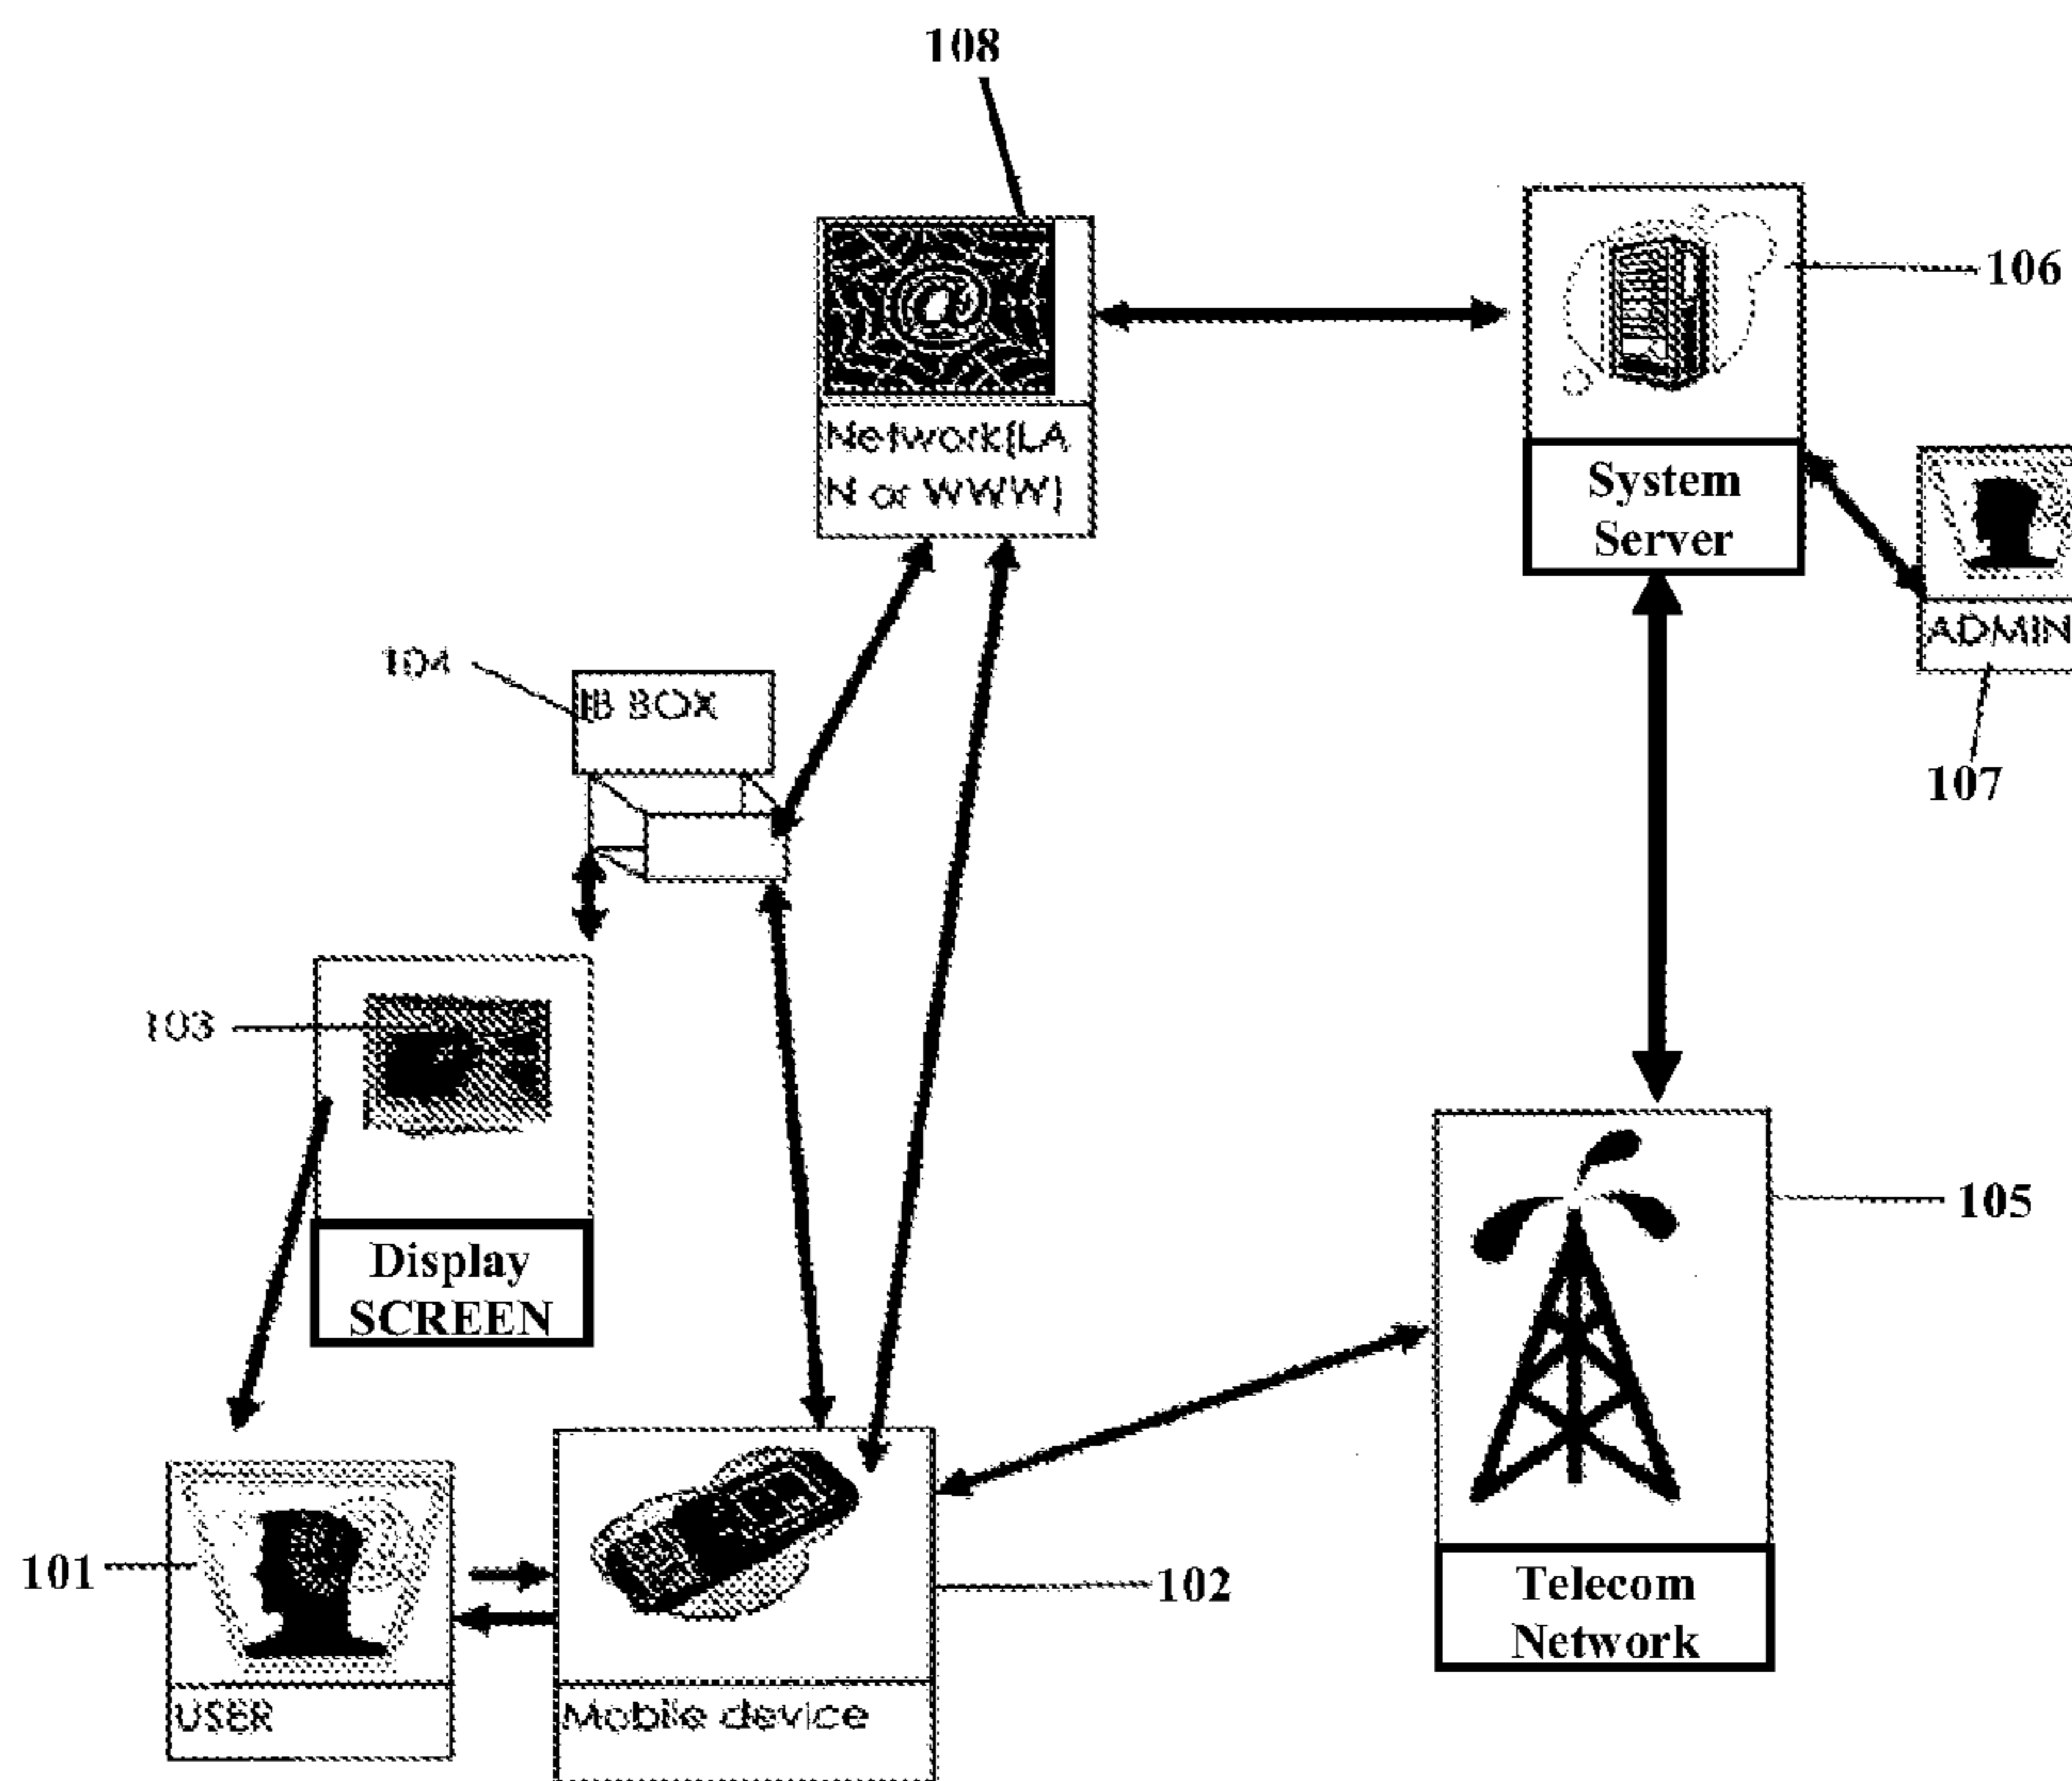 108
106
@
Network(LA
N or WWW)
System
Server
ADMIN
107
104
IB BOX
103
Display
SCREEN
105
101
102
Telecom
Network
USER
Mobile device